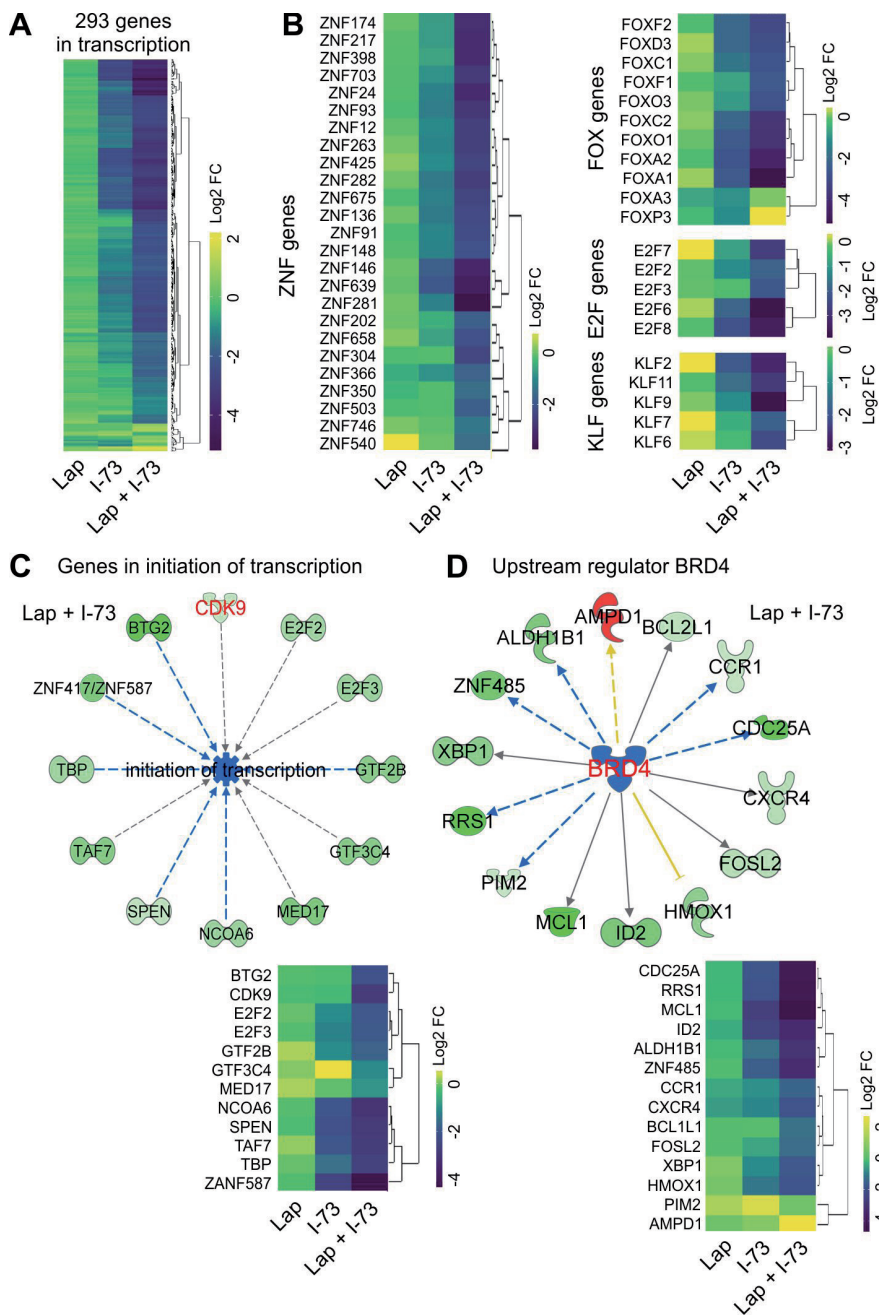 A
293 genes
in transcription
Log2 FC
2
0
-2
-4
Lap
I-73
Lap + I-73
B
ZNF genes
ZNF174
ZNF217
ZNF398
ZNF703
ZNF24
ZNF93
ZNF12
ZNF263
ZNF425
ZNF282
ZNF675
ZNF136
ZNF91
ZNF148
ZNF146
ZNF639
ZNF281
ZNF202
ZNF658
ZNF304
ZNF366
ZNF350
ZNF503
ZNF746
ZNF540
Log2 FC
0
-2
Lap
I-73
Lap + I-73
FOX genes
FOXF2
FOXD3
FOXC1
FOXF1
FOXO3
FOXC2
FOXO1
FOXA2
FOXA1
FOXA3
FOXP3
Log2 FC
0
-2
-4
E2F genes
E2F7
E2F2
E2F3
E2F6
E2F8
Log2 FC
0
-1
-2
-3
KLF genes
KLF2
KLF11
KLF9
KLF7
KLF6
Log2 FC
0
-1
-2
-3
Lap
I-73
Lap + I-73
C
Genes in initiation of transcription
Lap + I-73
CDK9
BTG2
E2F2
ZNF417/ZNF587
E2F3
TBP
initiation of transcription
GTF2B
TAF7
GTF3C4
SPEN
MED17
NCOA6
BTG2
CDK9
E2F2
E2F3
GTF2B
GTF3C4
MED17
NCOA6
SPEN
TAF7
TBP
ZANF587
Log2 FC
0
-2
-4
Lap
I-73
Lap + I-73
D
Upstream regulator BRD4
Lap + I-73
AMPD1
ALDH1B1
BCL2L1
CCR1
ZNF485
CDC25A
XBP1
BRD4
CXCR4
RRS1
FOSL2
PIM2
HMOX1
MCL1
ID2
CDC25A
RRS1
MCL1
ID2
ALDH1B1
ZNF485
CCR1
CXCR4
BCL1L1
FOSL2
XBP1
HMOX1
PIM2
AMPD1
Log2 FC
Lap
I-73
Lap + I-73